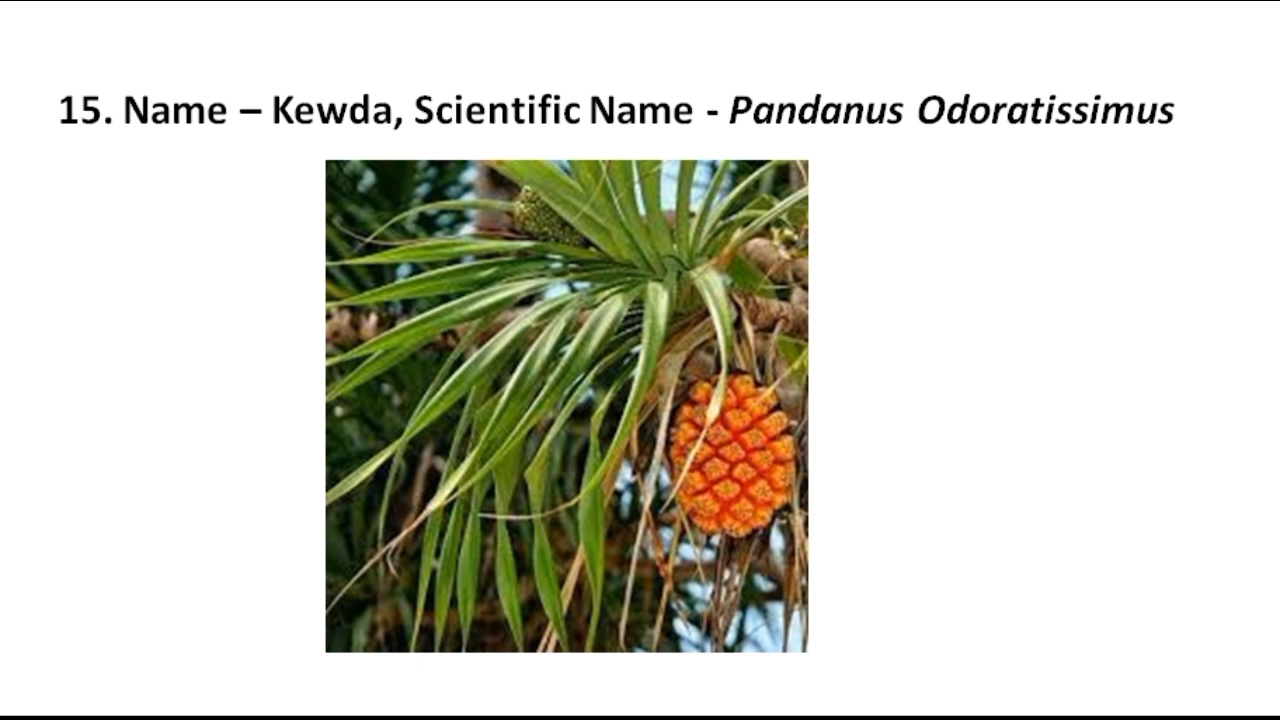 15. Name – Kewda, Scientific Name - Pandanus Odoratissimus